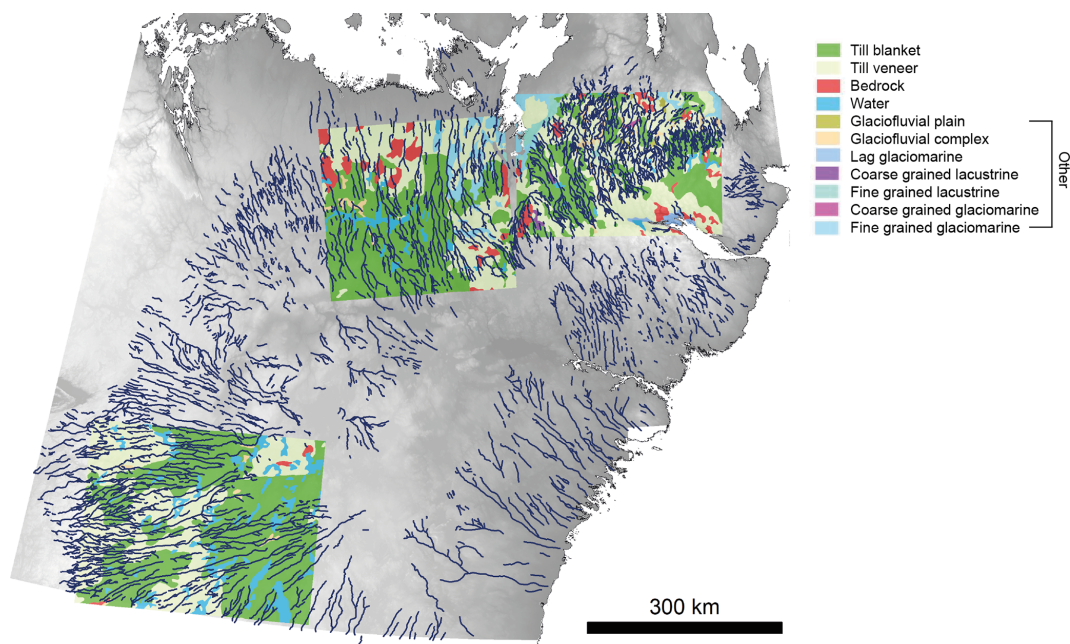 Till blanket
Till veneer
Bedrock
Water
Glaciofluvial plain
Glaciofluvial complex
Lag glaciomarine
Coarse grained lacustrine
Fine grained lacustrine
Coarse grained glaciomarine
Fine grained glaciomarine
Other
300 km